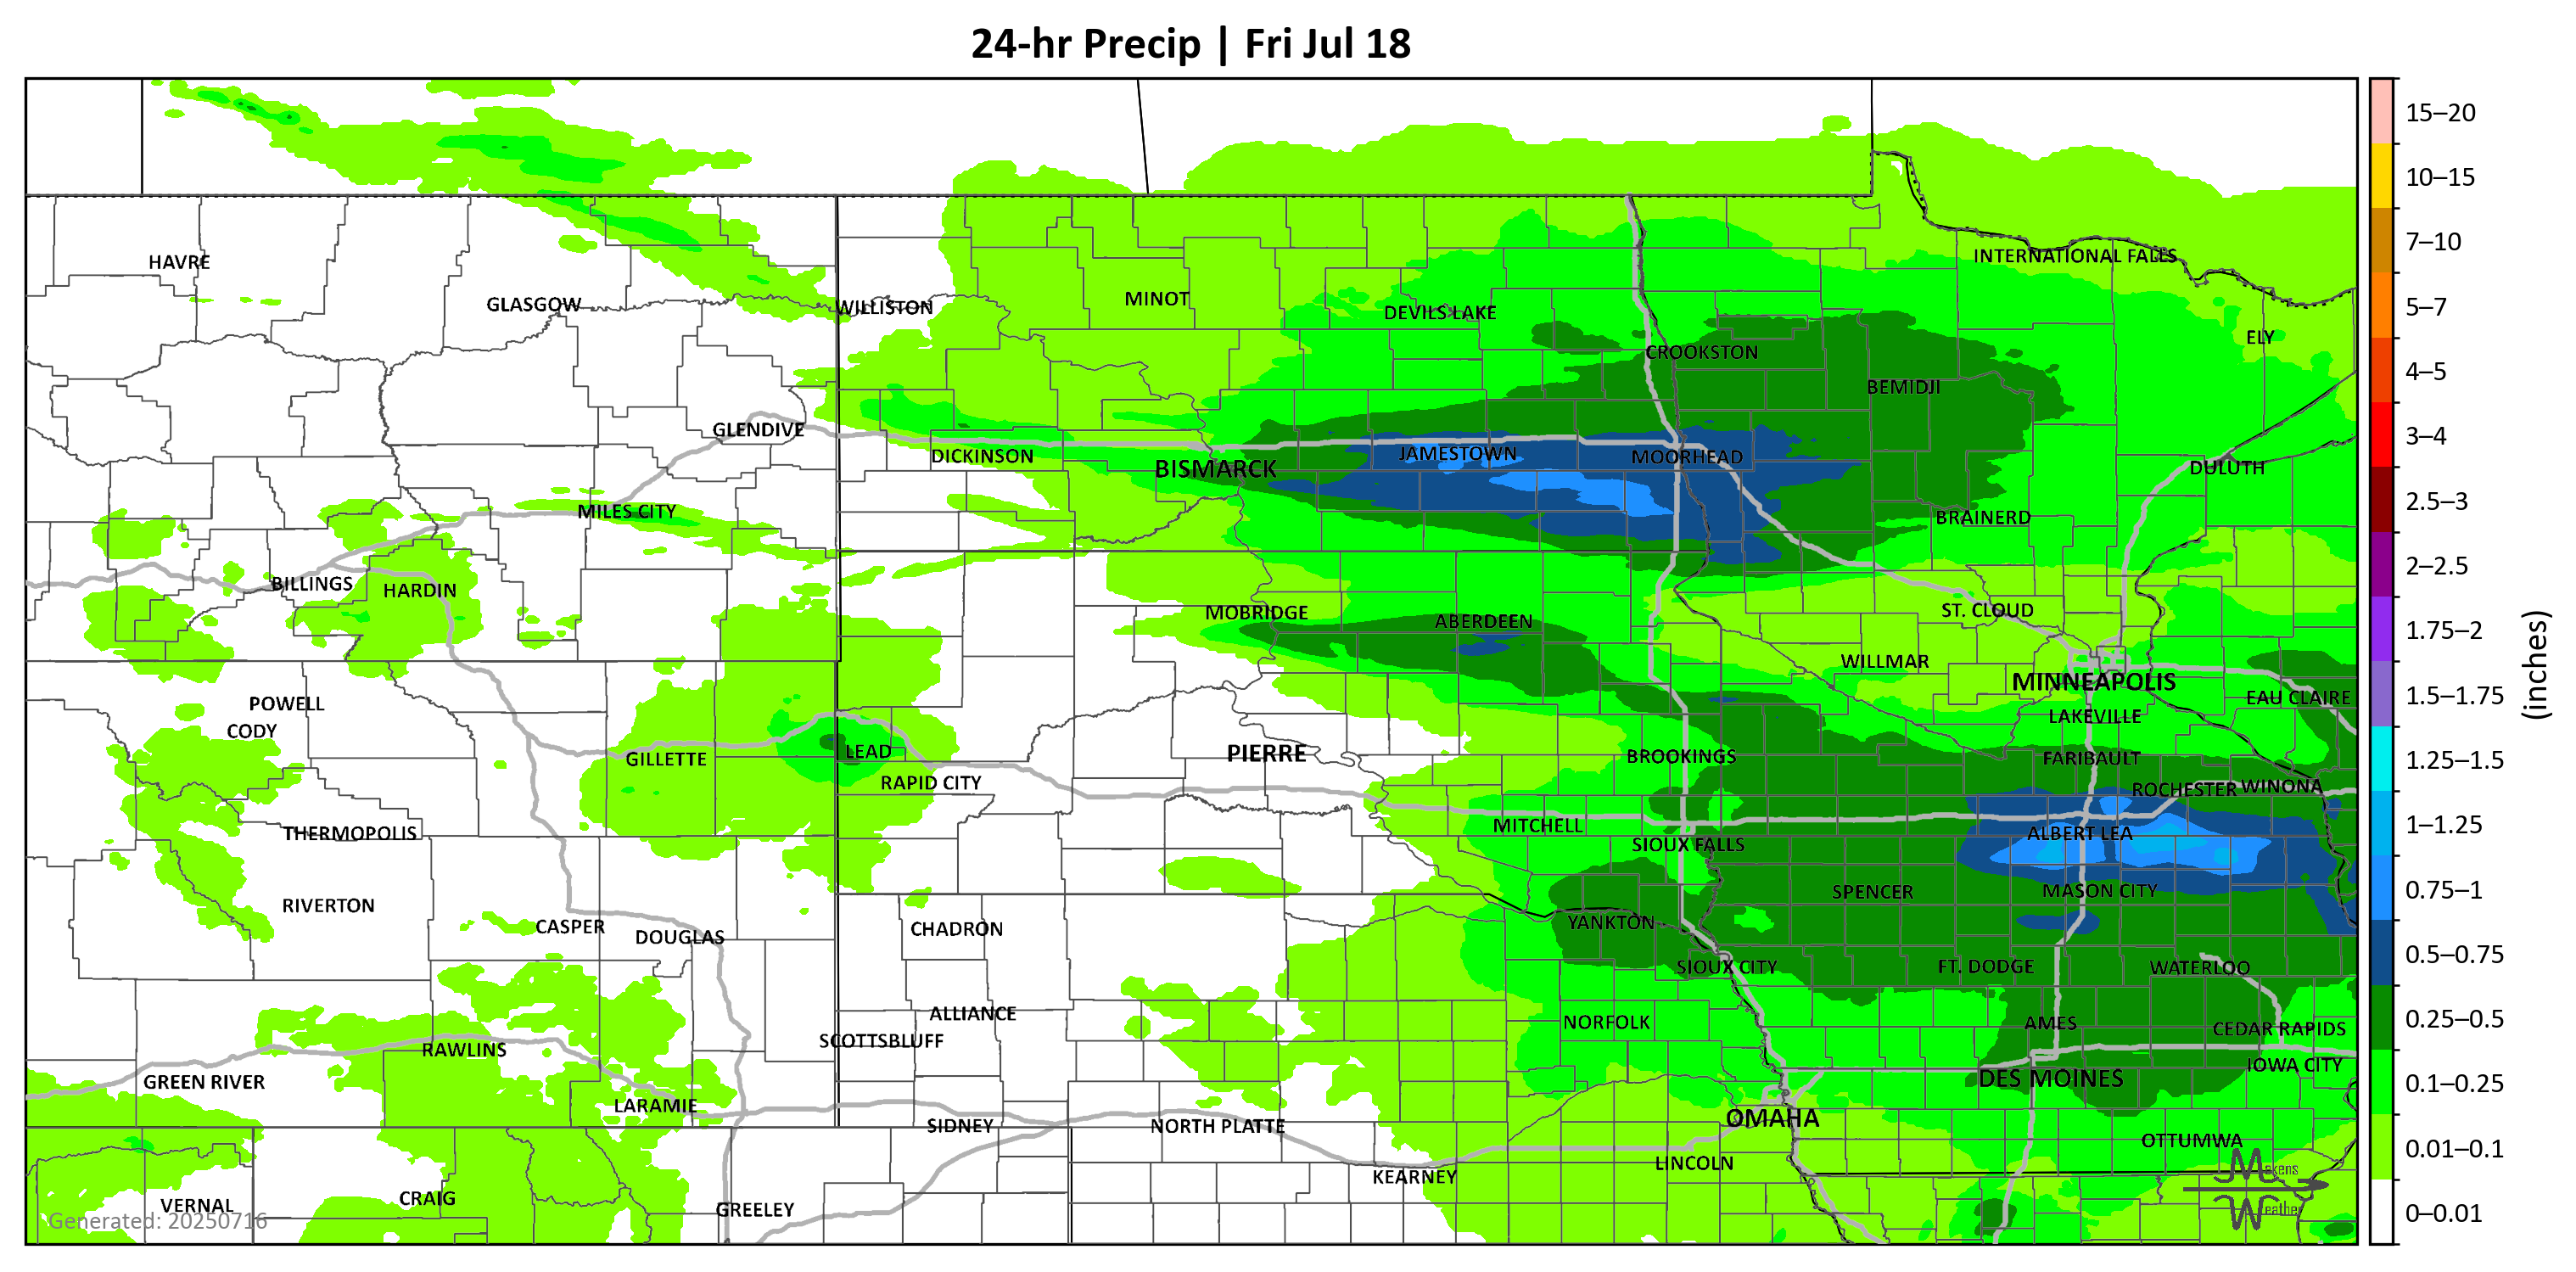 24-hr Precip | Fri Jul 18
15–20
10–15
7–10
5–7
4–5
3–4
2.5–3
2–2.5
1.75–2
1.5–1.75
1.25–1.5
1–1.25
0.75–1
0.5–0.75
0.25–0.5
0.1–0.25
0.01–0.1
0–0.01
(inches)
HAVRE
INTERNATIONAL FALLS
GLASGOW
WILLISTON
MINOT
DEVILS LAKE
ELY
CROOKSTON
BEMIDJI
GLENDIVE
DICKINSON
BISMARCK
JAMESTOWN
MOORHEAD
DULUTH
MILES CITY
BRAINERD
BILLINGS
HARDIN
MOBRIDGE
ABERDEEN
ST. CLOUD
WILLMAR
MINNEAPOLIS
EAU CLAIRE
POWELL
CODY
LAKEVILLE
GILLETTE
LEAD
RAPID CITY
PIERRE
BROOKINGS
FARIBAULT
ROCHESTER
WINONA
THERMOPOLIS
MITCHELL
SIOUX FALLS
ALBERT LEA
RIVERTON
SPENCER
MASON CITY
CASPER
DOUGLAS
CHADRON
YANKTON
SIOUX CITY
FT. DODGE
WATERLOO
ALLIANCE
SCOTTSBLUFF
NORFOLK
AMES
CEDAR RAPIDS
RAWLINS
GREEN RIVER
IOWA CITY
DES MOINES
LARAMIE
SIDNEY
NORTH PLATTE
OMAHA
OTTUMWA
LINCOLN
KEARNEY
VERNAL
CRAIG
GREELEY
Generated: 20250716
Makens
Weather